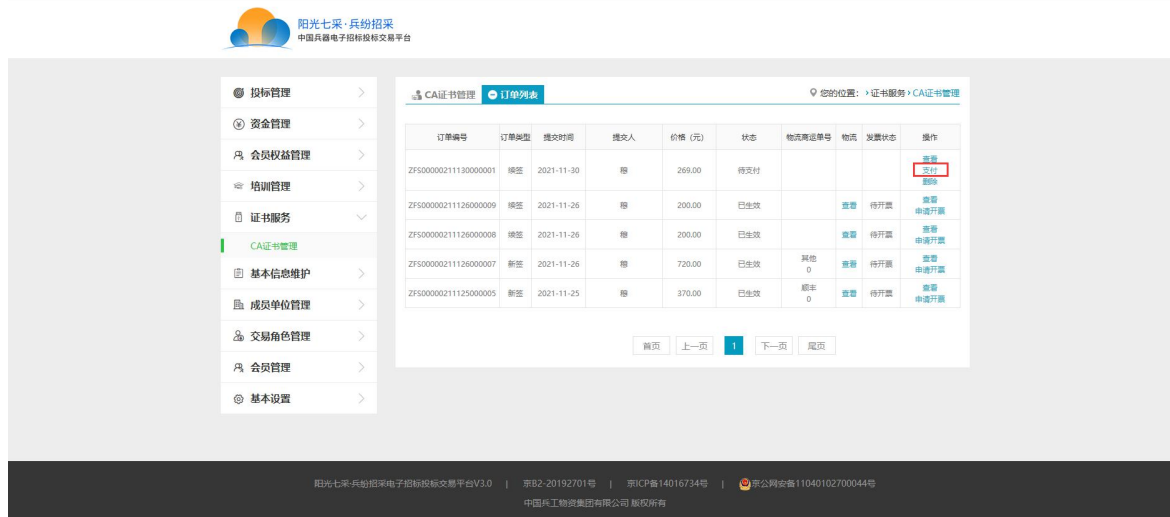 阳光七采·兵纷招采
中国兵器电子招标投标交易平台
投标管理
资金管理
会员权益管理
培训管理
证书服务
CA证书管理
基本信息维护
成员单位管理
交易角色管理
会员管理
基本设置
CA证书管理 订单列表 您的位置: ›证书服务›CA证书管理
订单编号 订单类型 提交时间 提交人 价格（元） 状态 物流商运单号 物流 发票状态 操作
查看
ZFS00000211130000001 续签 2021-11-30 穆 269.00 待支付 支付
删除
ZFS00000211126000009 续签 2021-11-26 穆 200.00 已生效 查看 待开票 查看
申请开票
ZFS00000211126000008 续签 2021-11-26 穆 200.00 已生效 查看 待开票 查看
申请开票
ZFS00000211126000007 新签 2021-11-26 穆 720.00 已生效 其他 查看 待开票 查看
0 申请开票
ZFS00000211125000005 新签 2021-11-25 穆 370.00 已生效 顺丰 查看 待开票 查看
0 申请开票
首页 上一页 1 下一页 尾页
阳光七采·兵纷招采电子招标投标交易平台V3.0 | 京B2-20192701号 | 京ICP备14016734号 | 京公网安备11040102700044号
中国兵工物资集团有限公司 版权所有